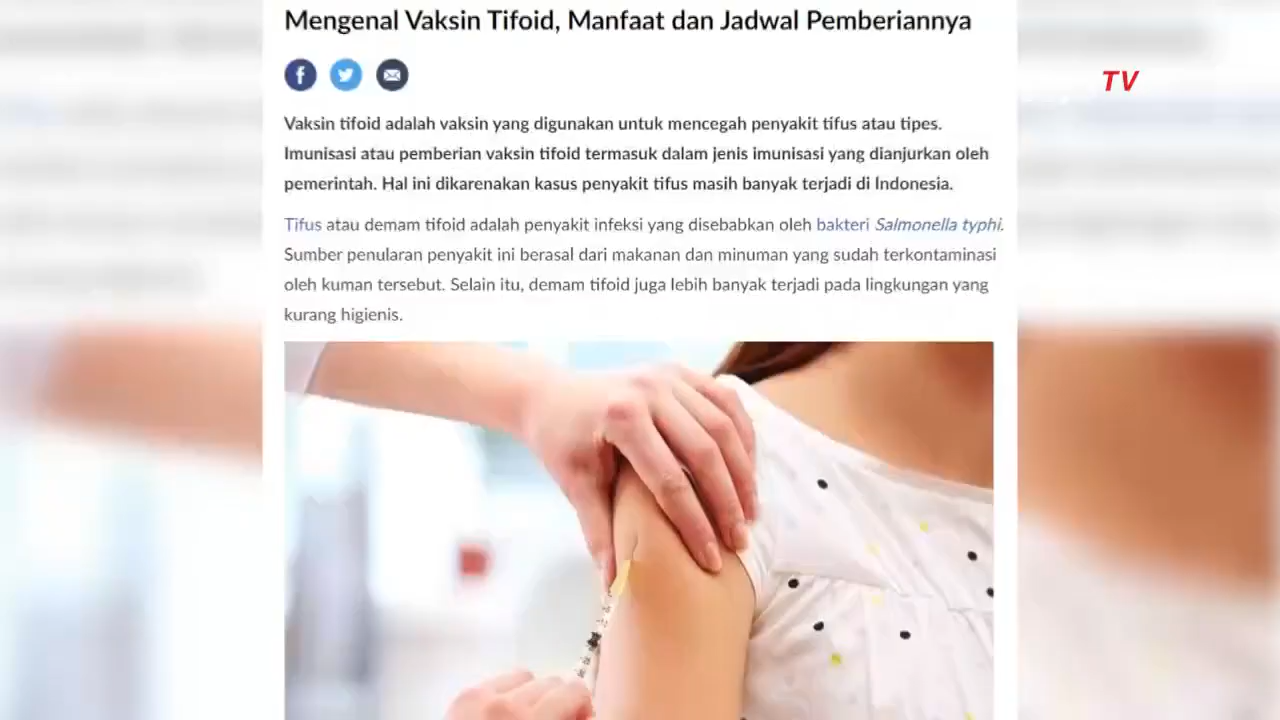 Mengenal Vaksin Tifoid, Manfaat dan Jadwal Pemberiannya
TV
Vaksin tifoid adalah vaksin yang digunakan untuk mencegah penyakit tifus atau tipes.
Imunisasi atau pemberian vaksin tifoid termasuk dalam jenis imunisasi yang dianjurkan oleh
pemerintah. Hal ini dikarenakan kasus penyakit tifus masih banyak terjadi di Indonesia.
Tifus atau demam tifoid adalah penyakit infeksi yang disebabkan oleh bakteri Salmonella typhi.
Sumber penularan penyakit ini berasal dari makanan dan minuman yang sudah terkontaminasi
oleh kuman tersebut. Selain itu, demam tifoid juga lebih banyak terjadi pada lingkungan yang
kurang higienis.